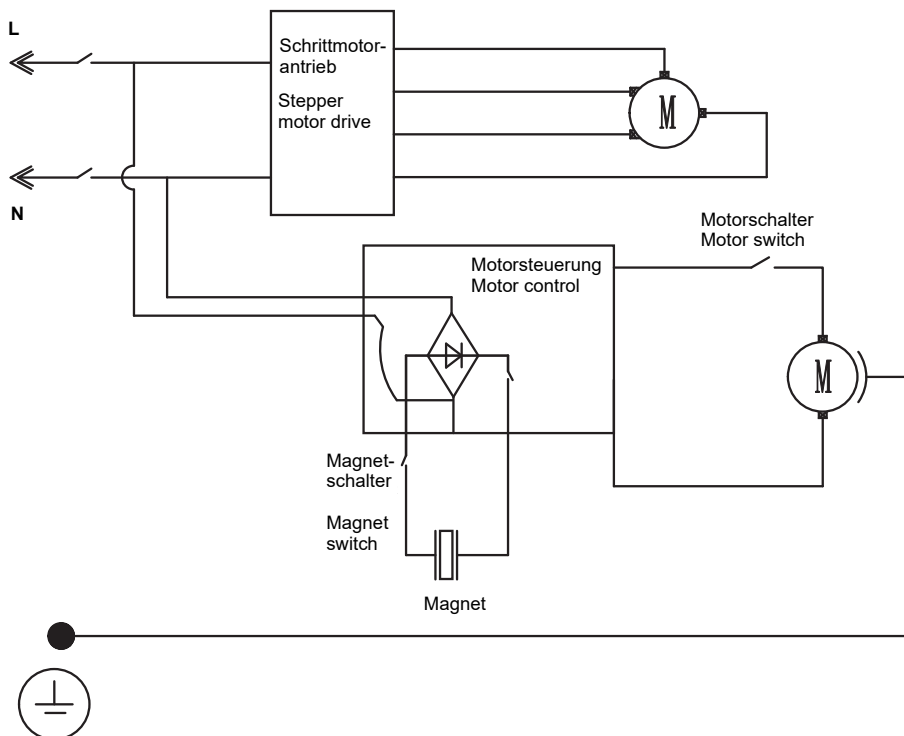 L
Schrittmotor-
antrieb
Stepper
motor drive
M
N
Motorschalter
Motor switch
Motorsteuerung
Motor control
M
Magnet-
schalter
Magnet
switch
Magnet